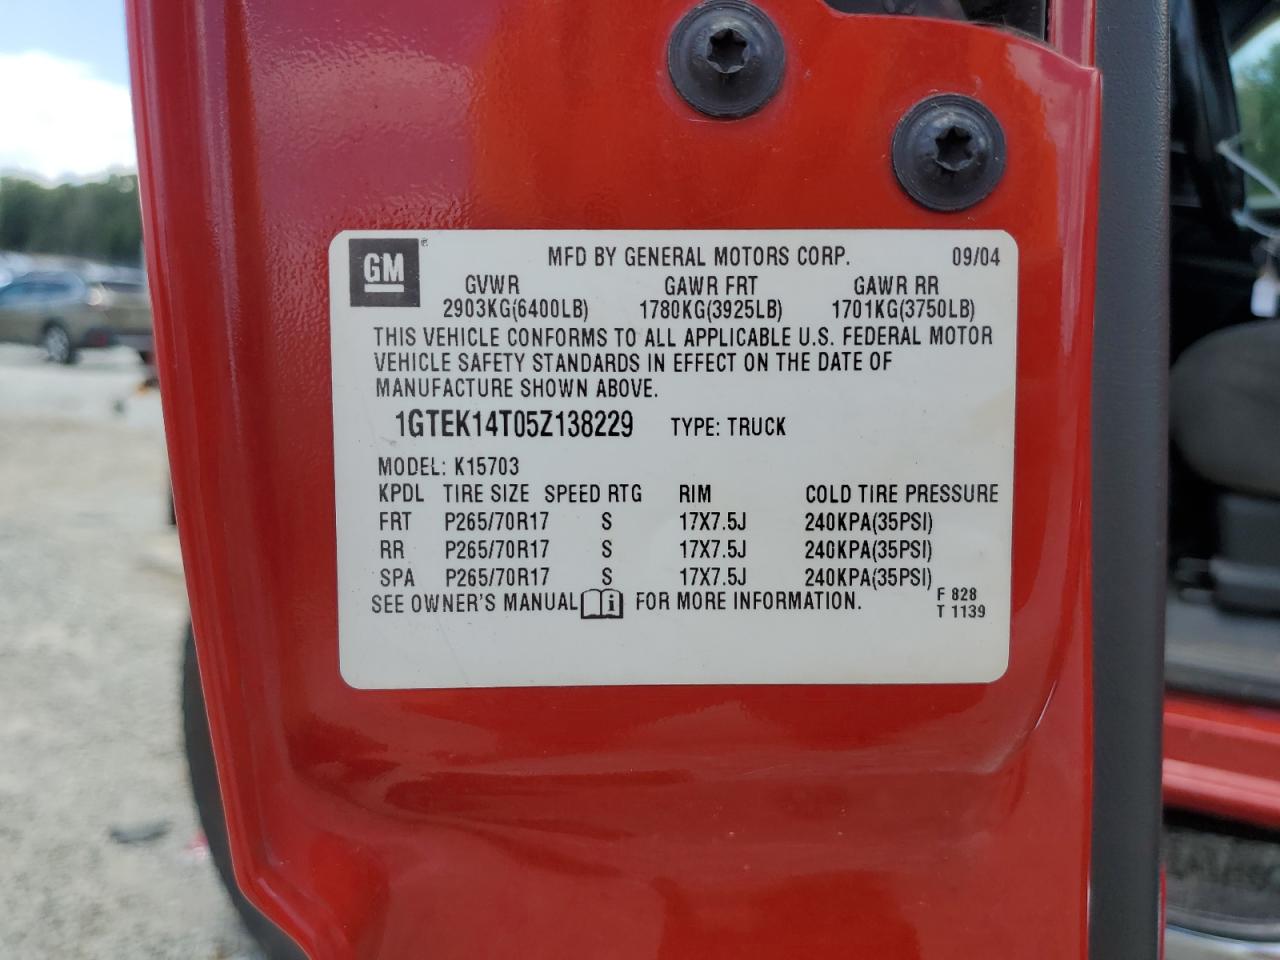 GM® MFD BY GENERAL MOTORS CORP. 09/04
GVWR GAWR FRT GAWR RR
2903KG(6400LB) 1780KG(3925LB) 1701KG(3750LB)
THIS VEHICLE CONFORMS TO ALL APPLICABLE U.S. FEDERAL MOTOR
VEHICLE SAFETY STANDARDS IN EFFECT ON THE DATE OF
MANUFACTURE SHOWN ABOVE.
1GTEK14T05Z138229 TYPE: TRUCK
MODEL: K15703
KPDL TIRE SIZE SPEED RTG RIM COLD TIRE PRESSURE
FRT P265/70R17 S 17X7.5J 240KPA(35PSI)
RR P265/70R17 S 17X7.5J 240KPA(35PSI)
SPA P265/70R17 S 17X7.5J 240KPA(35PSI)
SEE OWNER'S MANUAL i FOR MORE INFORMATION. F 828
T 1139